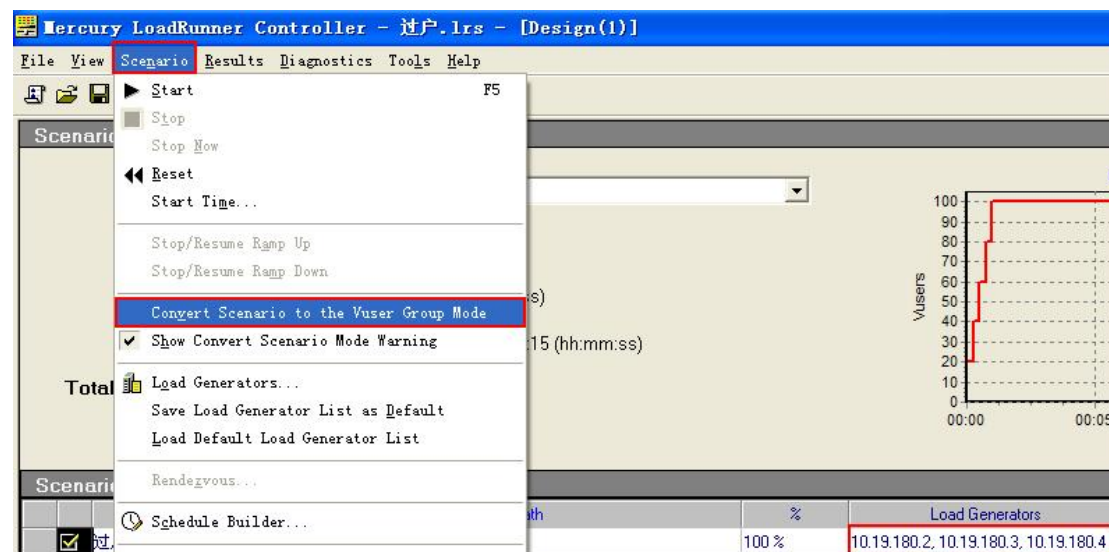 Mercury LoadRunner Controller - 过户.lrs - [Design(1)]
File View Scenario Results Diagnostics Tools Help
Start F5
Stop
Scenario
Stop Now
Reset
Start Time...
Stop/Resume Ramp Up
Stop/Resume Ramp Down
Convert Scenario to the Vuser Group Mode
ss)
Show Convert Scenario Mode Warning
:15 (hh:mm:ss)
Load Generators...
Total
Save Load Generator List as Default
Load Default Load Generator List
Rendezvous...
Scenario
Schedule Builder...
ath % Load Generators
过 100 % 10.19.180.2, 10.19.180.3, 10.19.180.4
Vusers
100
90
80
70
60
50
40
30
20
10
0
00:00 00:05